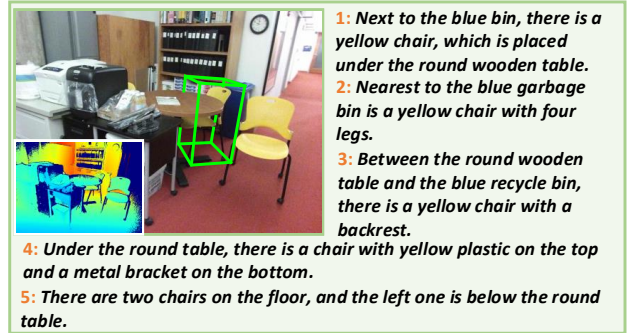 1: Next to the blue bin, there is a
yellow chair, which is placed
under the round wooden table.
2: Nearest to the blue garbage
bin is a yellow chair with four
legs.
3: Between the round wooden
table and the blue recycle bin,
there is a yellow chair with a
backrest.
4: Under the round table, there is a chair with yellow plastic on the top
and a metal bracket on the bottom.
5: There are two chairs on the floor, and the left one is below the round
table.